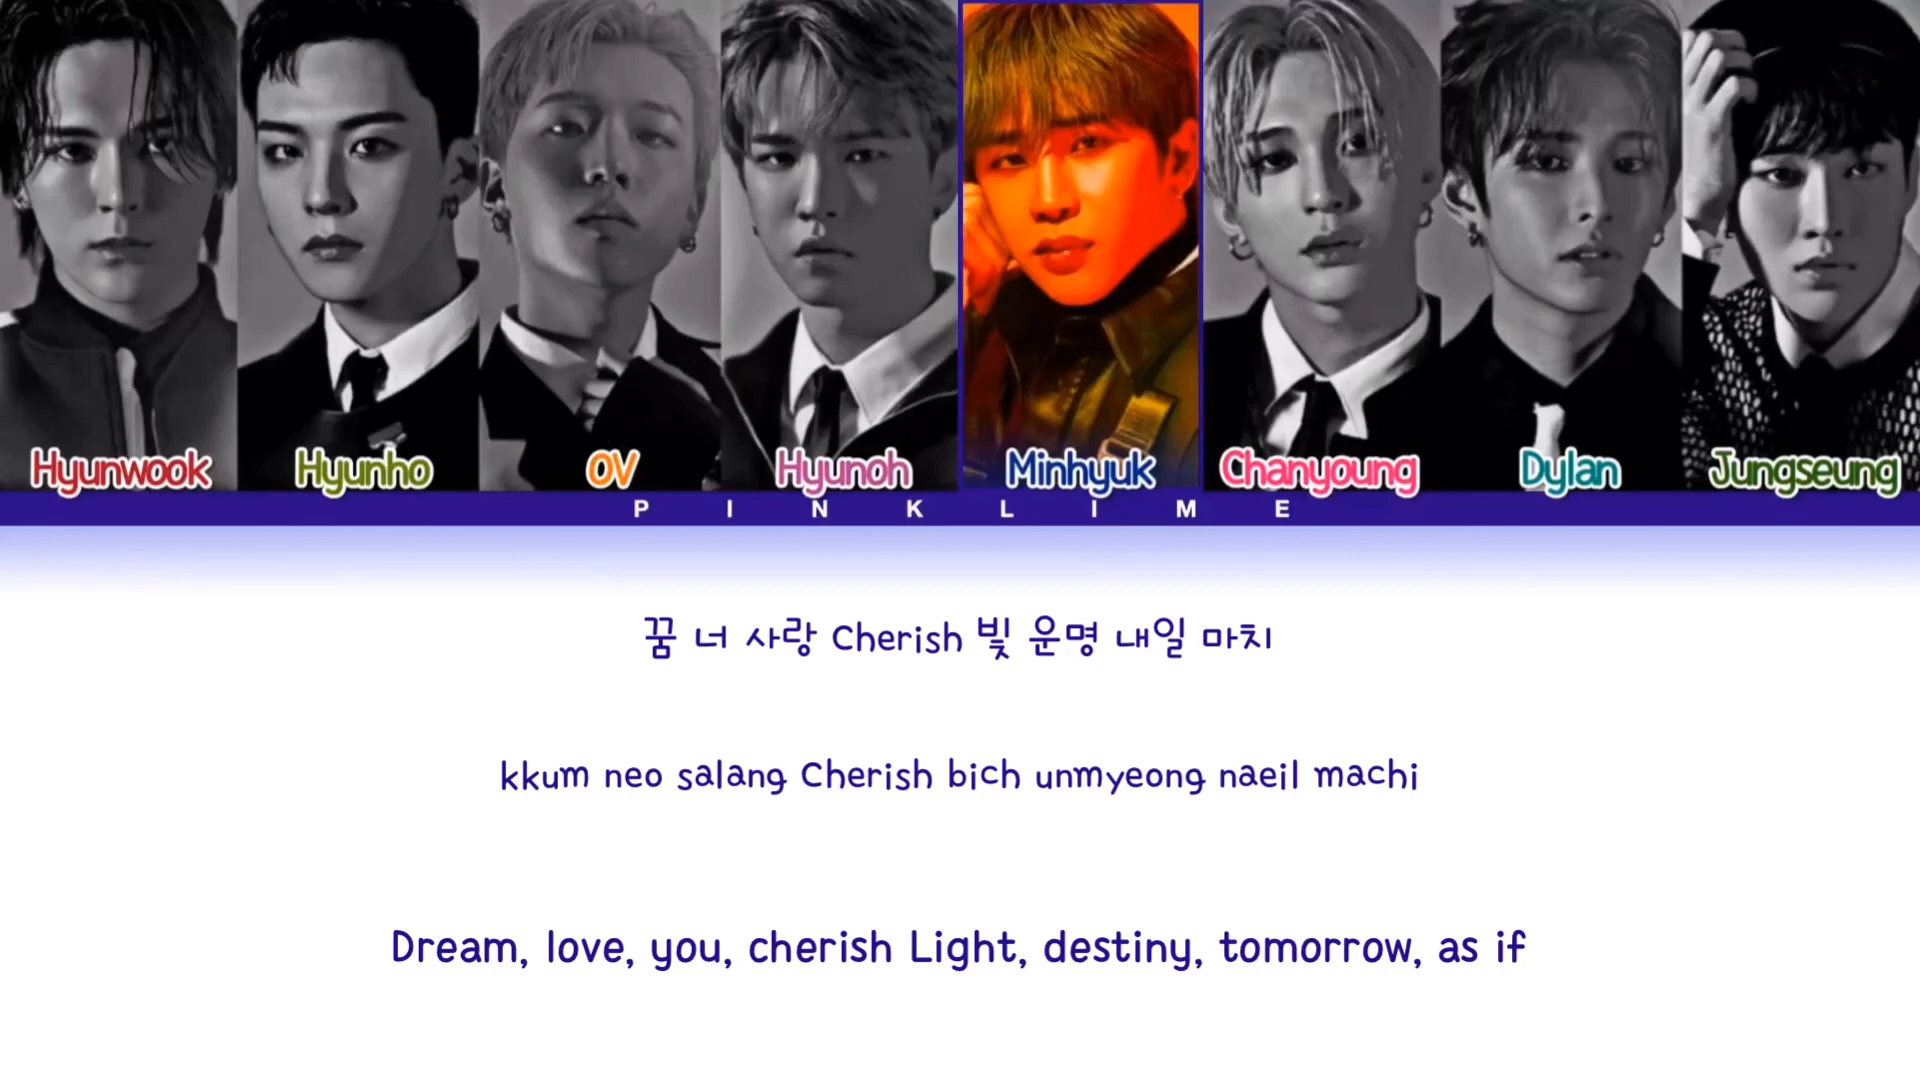 Hyunwook Hyunho OV Hyunoh Minhyuk Chanyoung Dylan Jungseung
PINKLIME
꿈 너 사랑 Cherish 빛 운명 내일 마치
kkum neo salang Cherish bich unmyeong naeil machi
Dream, love, you, cherish Light, destiny, tomorrow, as if